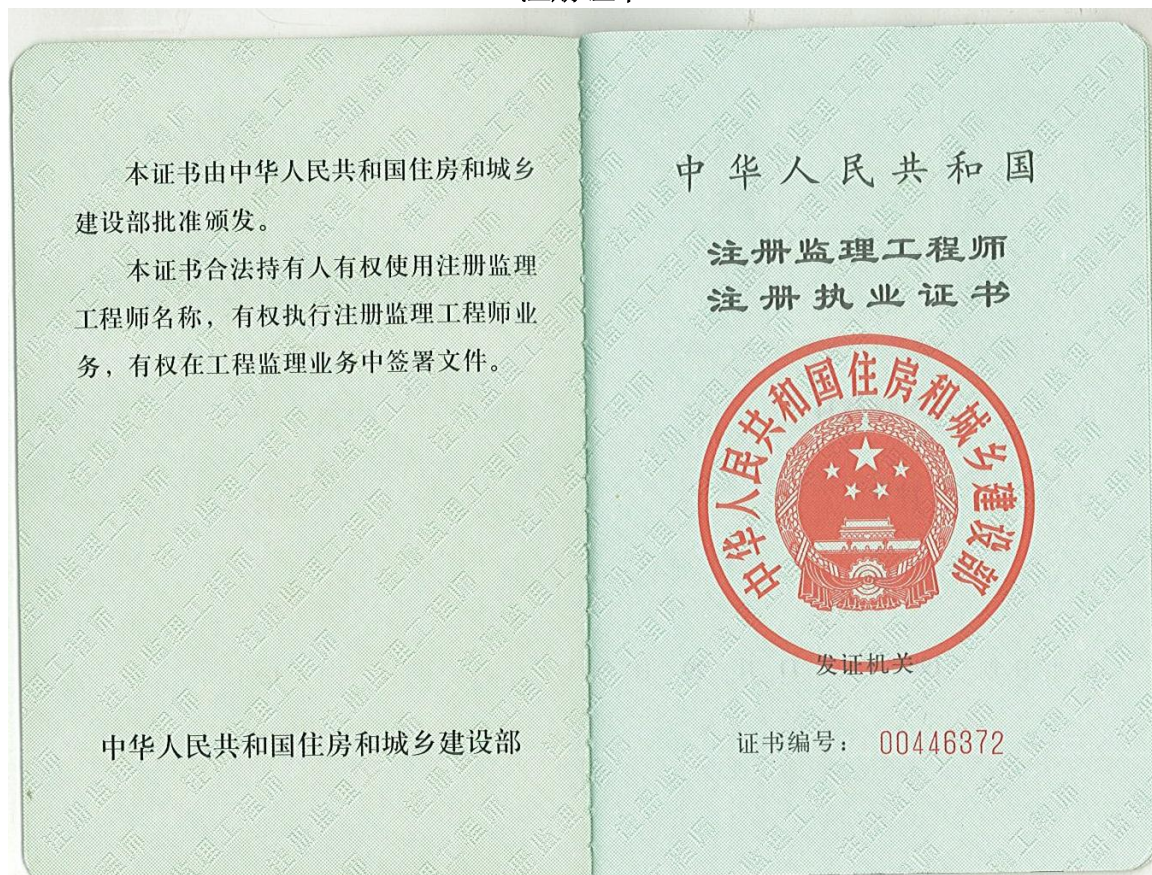 本证书由中华人民共和国住房和城乡
建设部批准颁发。
本证书合法持有人有权使用注册监理
工程师名称，有权执行注册监理工程师业
务，有权在工程监理业务中签署文件。
中华人民共和国住房和城乡建设部
中华人民共和国
注册监理工程师
注册执业证书
中华人民共和国住房和城乡建设部
发证机关
证书编号： 00446372